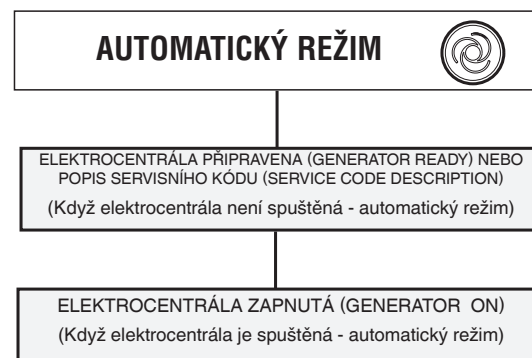 AUTOMATICKÝ REŽIM
ELEKTROCENTRÁLA PŘIPRAVENA (GENERATOR READY) NEBO
POPIS SERVISNÍHO KÓDU (SERVICE CODE DESCRIPTION)
(Když elektrocentrála není spuštěná - automatický režim)
ELEKTROCENTRÁLA ZAPNUTÁ (GENERATOR ON)
(Když elektrocentrála je spuštěná - automatický režim)